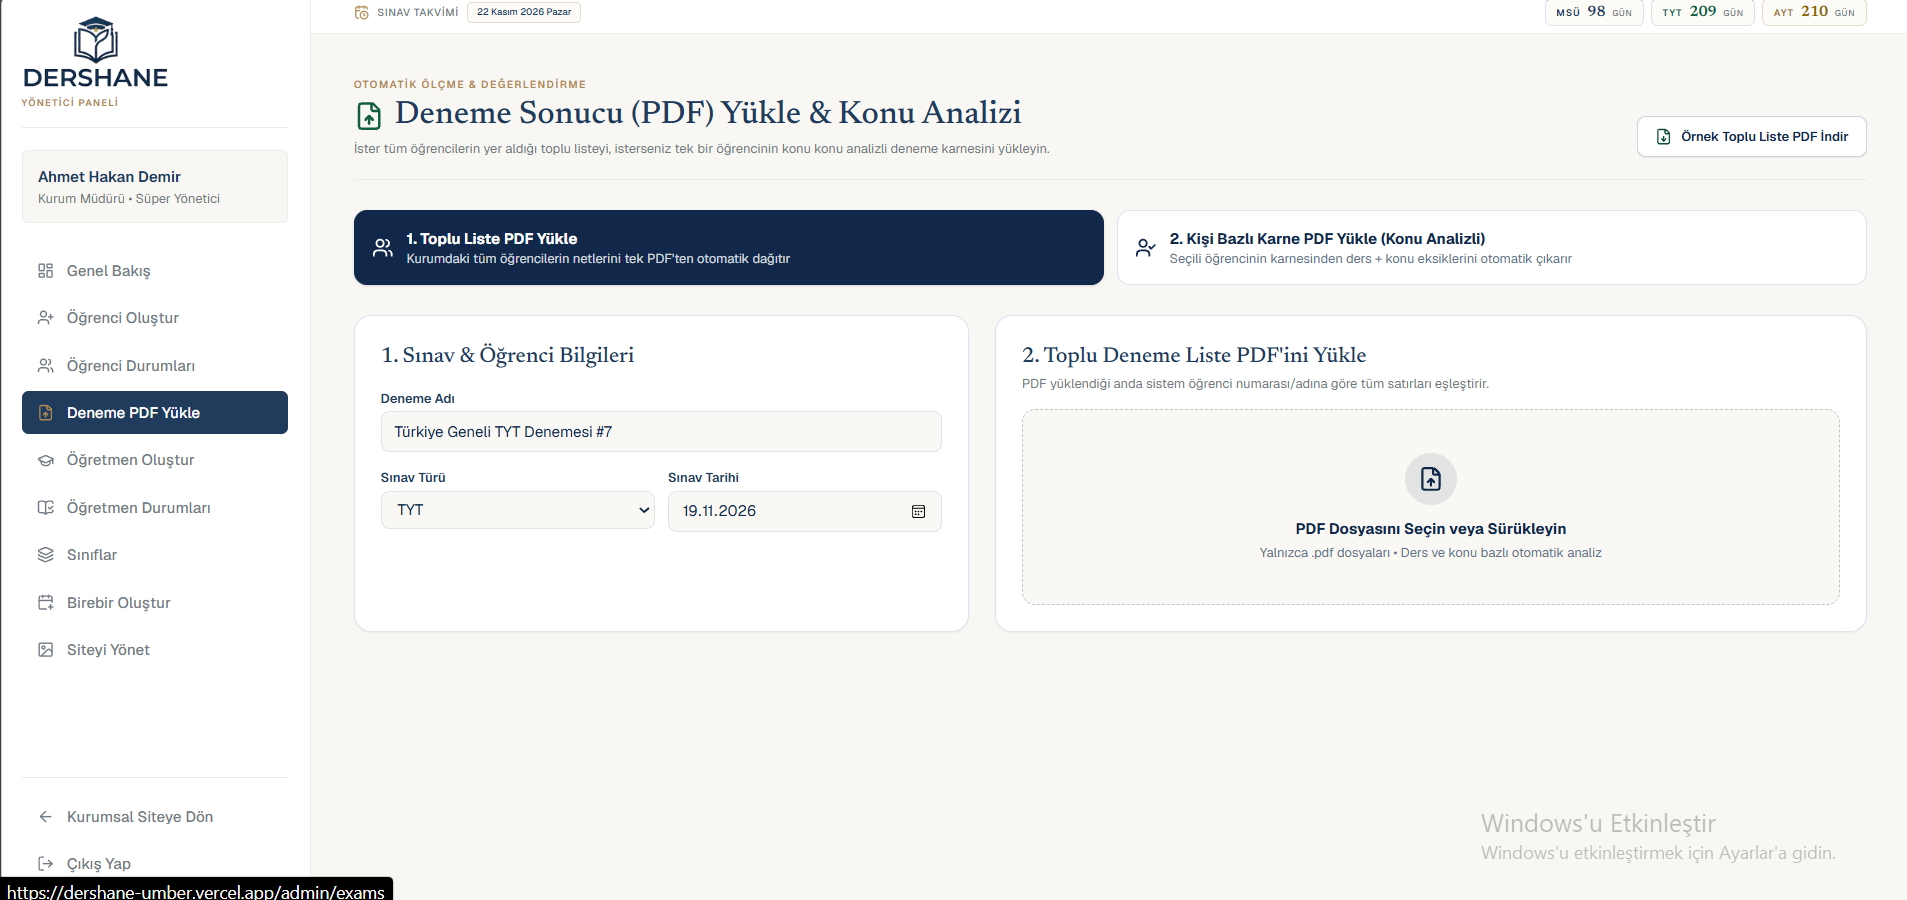 DERSHANE
YÖNETİCİ PANELİ
Ahmet Hakan Demir
Kurum Müdürü • Süper Yönetici
Genel Bakış
Öğrenci Oluştur
Öğrenci Durumları
Deneme PDF Yükle
Öğretmen Oluştur
Öğretmen Durumları
Sınıflar
Birebir Oluştur
Siteyi Yönet
Kurumsal Siteye Dön
Çıkış Yap
https://dershane-umber.vercel.app/admin/exams
SINAV TAKVİMİ 22 Kasım 2026 Pazar
MSÜ 98 GÜN TYT 209 GÜN AYT 210 GÜN
OTOMATİK ÖLÇME & DEĞERLENDİRME
Deneme Sonucu (PDF) Yükle & Konu Analizi
İster tüm öğrencilerin yer aldığı toplu listeyi, isterseniz tek bir öğrencinin konu konu analizli deneme karnesini yükleyin.
Örnek Toplu Liste PDF İndir
1. Toplu Liste PDF Yükle
Kurumdaki tüm öğrencilerin netlerini tek PDF'ten otomatik dağıtır
2. Kişi Bazlı Karne PDF Yükle (Konu Analizli)
Seçili öğrencinin karnesinden ders + konu eksiklerini otomatik çıkarır
1. Sınav & Öğrenci Bilgileri
Deneme Adı
Türkiye Geneli TYT Denemesi #7
Sınav Türü Sınav Tarihi
TYT 19.11.2026
2. Toplu Deneme Liste PDF'ini Yükle
PDF yüklendiği anda sistem öğrenci numarası/adına göre tüm satırları eşleştirir.
PDF Dosyasını Seçin veya Sürükleyin
Yalnızca .pdf dosyaları • Ders ve konu bazlı otomatik analiz
Windows'u Etkinleştir
Windows'u etkinleştirmek için Ayarlar'a gidin.